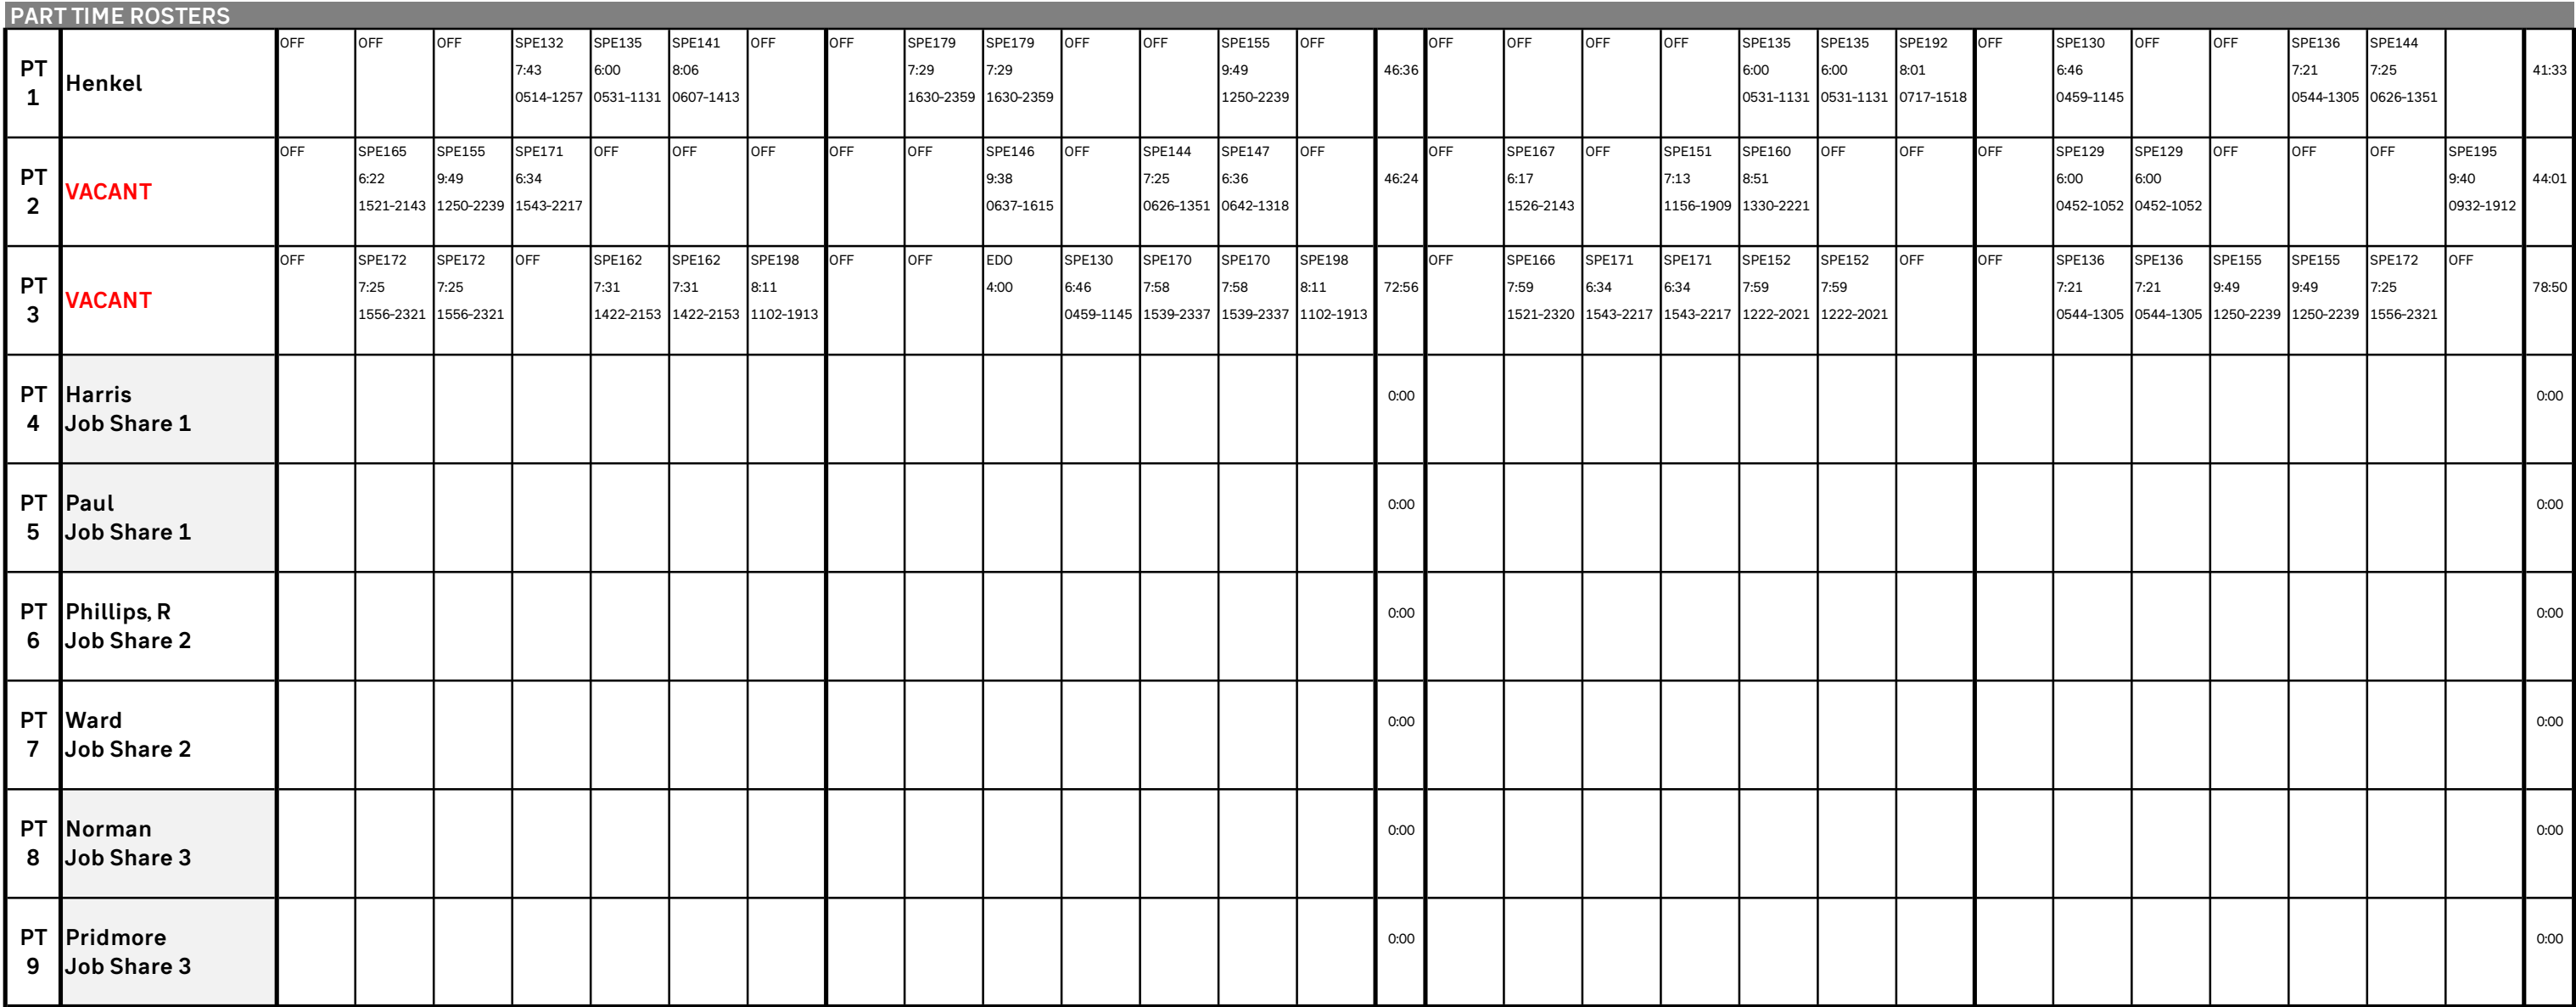 PART TIME ROSTERS
PT 1 Henkel OFF OFF OFF SPE132 SPE135 SPE141 OFF OFF SPE179 SPE179 OFF OFF SPE155 OFF 46:36 OFF OFF OFF OFF SPE135 SPE135 SPE192 OFF SPE130 OFF OFF SPE136 SPE144 41:33
7:43 6:00 8:06 7:29 7:29 9:49 6:00 6:00 8:01 6:46 7:21 7:25
0514-1257 0531-1131 0607-1413 1630-2359 1630-2359 1250-2239 0531-1131 0531-1131 0717-1518 0459-1145 0544-1305 0626-1351
PT 2 VACANT OFF SPE165 SPE155 SPE171 OFF OFF OFF OFF OFF SPE146 OFF SPE144 SPE147 OFF 46:24 OFF SPE167 OFF SPE151 SPE160 OFF OFF OFF SPE129 SPE129 OFF OFF OFF SPE195 44:01
6:22 9:49 6:34 9:38 7:25 6:36 6:17 7:13 8:51 6:00 6:00 9:40
1521-2143 1250-2239 1543-2217 0637-1615 0626-1351 0642-1318 1526-2143 1156-1909 1330-2221 0452-1052 0452-1052 0932-1912
PT 3 VACANT OFF SPE172 SPE172 OFF SPE162 SPE162 SPE198 OFF OFF EDO SPE130 SPE170 SPE170 SPE198 72:56 OFF SPE166 SPE171 SPE171 SPE152 SPE152 OFF OFF SPE136 SPE136 SPE155 SPE155 SPE172 OFF 78:50
7:25 7:25 7:31 7:31 8:11 4:00 6:46 7:58 7:58 8:11 7:59 6:34 6:34 7:59 7:59 7:21 7:21 9:49 9:49 7:25
1556-2321 1556-2321 1422-2153 1422-2153 1102-1913 0459-1145 1539-2337 1539-2337 1102-1913 1521-2320 1543-2217 1543-2217 1222-2021 1222-2021 0544-1305 0544-1305 1250-2239 1250-2239 1556-2321
PT 4 Harris 0:00 0:00
Job Share 1
PT 5 Paul 0:00 0:00
Job Share 1
PT 6 Phillips, R 0:00 0:00
Job Share 2
PT 7 Ward 0:00 0:00
Job Share 2
PT 8 Norman 0:00 0:00
Job Share 3
PT 9 Pridmore 0:00 0:00
Job Share 3